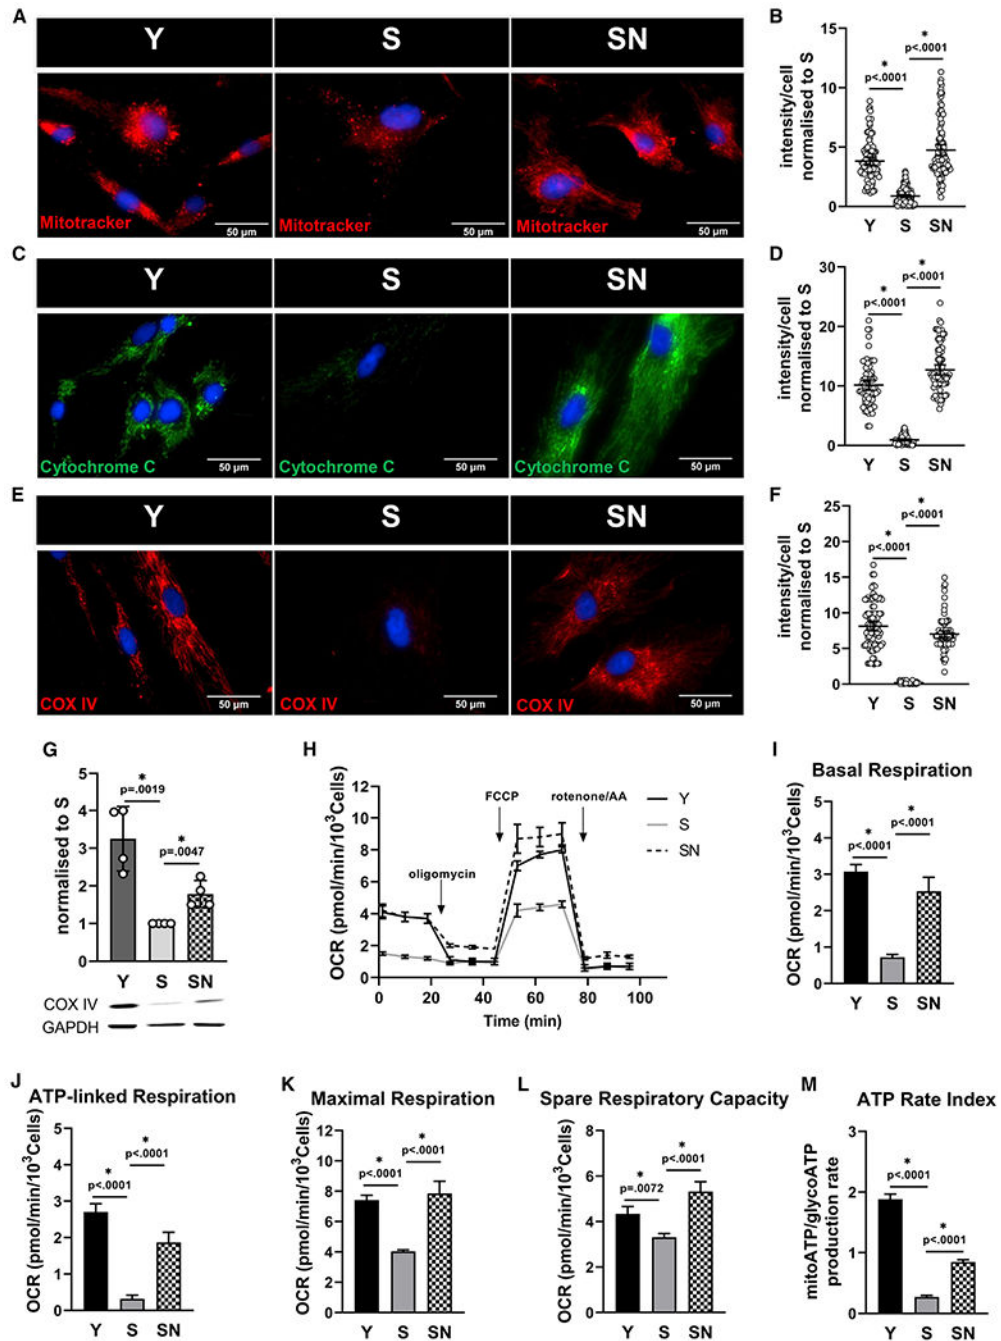 A
Y
S
SN
Mitotracker
50 µm
Mitotracker
50 µm
Mitotracker
50 µm
B
intensity/cell
normalised to S
15
10
5
0
*
p<.0001
*
p<.0001
Y S SN
C
Y
S
SN
Cytochrome C
50 µm
Cytochrome C
50 µm
Cytochrome C
50 µm
D
intensity/cell
normalised to S
30
20
10
0
*
p<.0001
*
p<.0001
Y S SN
E
Y
S
SN
COX IV
50 µm
COX IV
50 µm
COX IV
50 µm
F
intensity/cell
normalised to S
25
20
15
10
5
0
*
p<.0001
*
p<.0001
Y S SN
G
normalised to S
5
4
3
2
1
0
*
p=.0019
*
p=.0047
Y S SN
COX IV
GAPDH
H
OCR (pmol/min/10³Cells)
12
10
8
6
4
2
0
oligomycin
FCCP
rotenone/AA
Y
S
SN
0 20 40 60 80 100
Time (min)
I
Basal Respiration
OCR (pmol/min/10³Cells)
5
4
3
2
1
0
*
p<.0001
*
p<.0001
Y S SN
J
ATP-linked Respiration
OCR (pmol/min/10³Cells)
5
4
3
2
1
0
*
p<.0001
*
p<.0001
Y S SN
K
Maximal Respiration
OCR (pmol/min/10³Cells)
12
10
8
6
4
2
0
*
p<.0001
*
p<.0001
Y S SN
L
Spare Respiratory Capacity
OCR (pmol/min/10³Cells)
8
6
4
2
0
*
p=.0072
*
p<.0001
Y S SN
M
ATP Rate Index
mitoATP/glycoATP
production rate
3
2
1
0
*
p<.0001
*
p<.0001
Y S SN